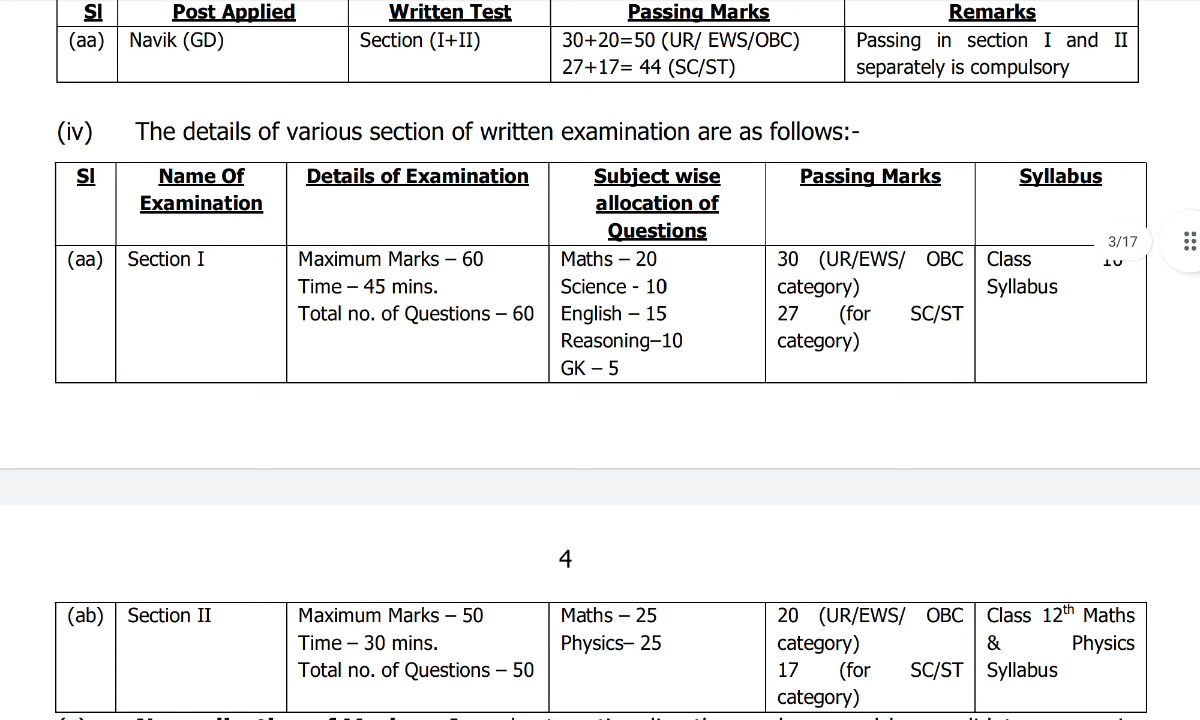 Sl Post Applied Written Test Passing Marks Remarks
(aa) Navik (GD) Section (I+II) 30+20=50 (UR/ EWS/OBC) Passing in section I and II
27+17= 44 (SC/ST) separately is compulsory
(iv) The details of various section of written examination are as follows:-
Sl Name Of Details of Examination Subject wise Passing Marks Syllabus
Examination allocation of
Questions
3/17
(aa) Section I Maximum Marks – 60 Maths – 20 30 (UR/EWS/ OBC Class 10
Time – 45 mins. Science - 10 category) Syllabus
Total no. of Questions – 60 English – 15 27 (for SC/ST
Reasoning–10 category)
GK – 5
4
(ab) Section II Maximum Marks – 50 Maths – 25 20 (UR/EWS/ OBC Class 12th Maths
Time – 30 mins. Physics– 25 category) & Physics
Total no. of Questions – 50 17 (for SC/ST Syllabus
category)